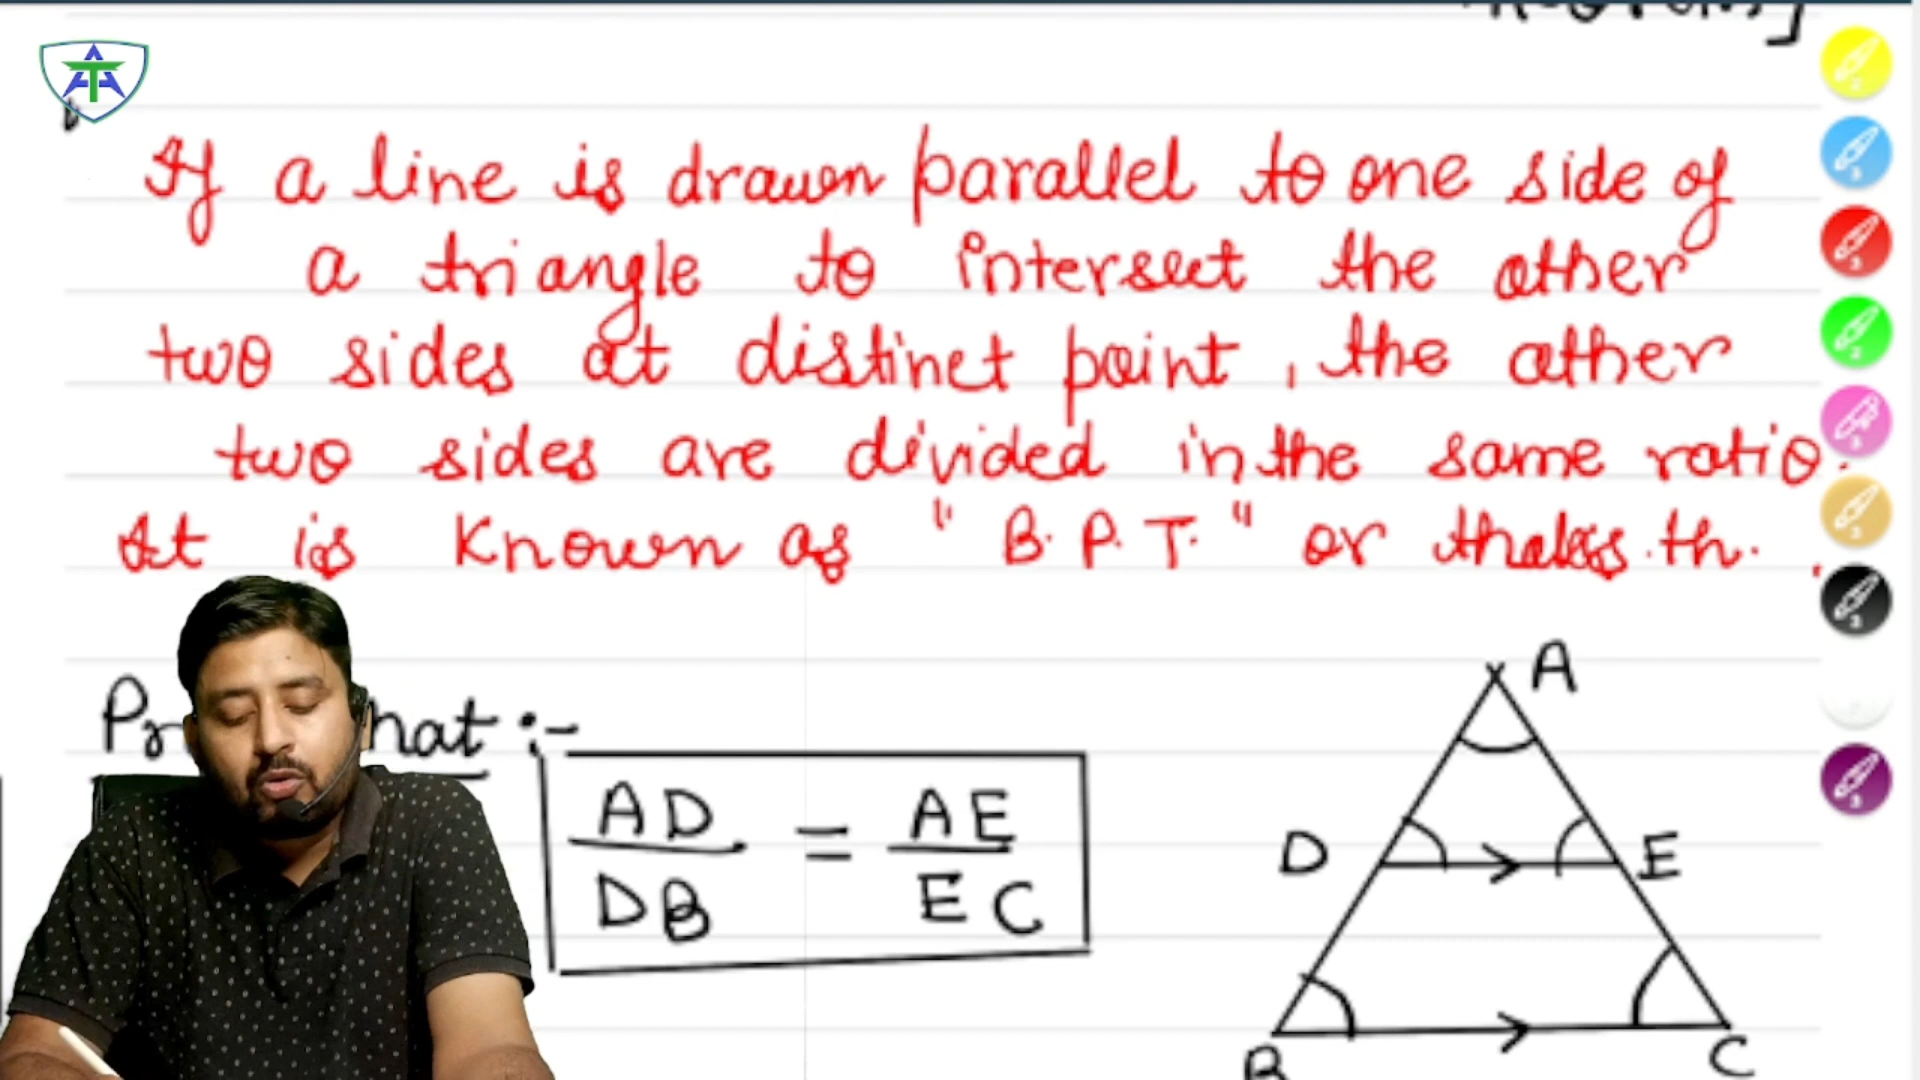 If a line is drawn parallel to one side of
a triangle to intersect the other
two sides at distinct point, the other
two sides are divided in the same ratio.
It is known as "B.P.T." or thales th.
hat :-
AD/DB = AE/EC
A
D
E
B
C